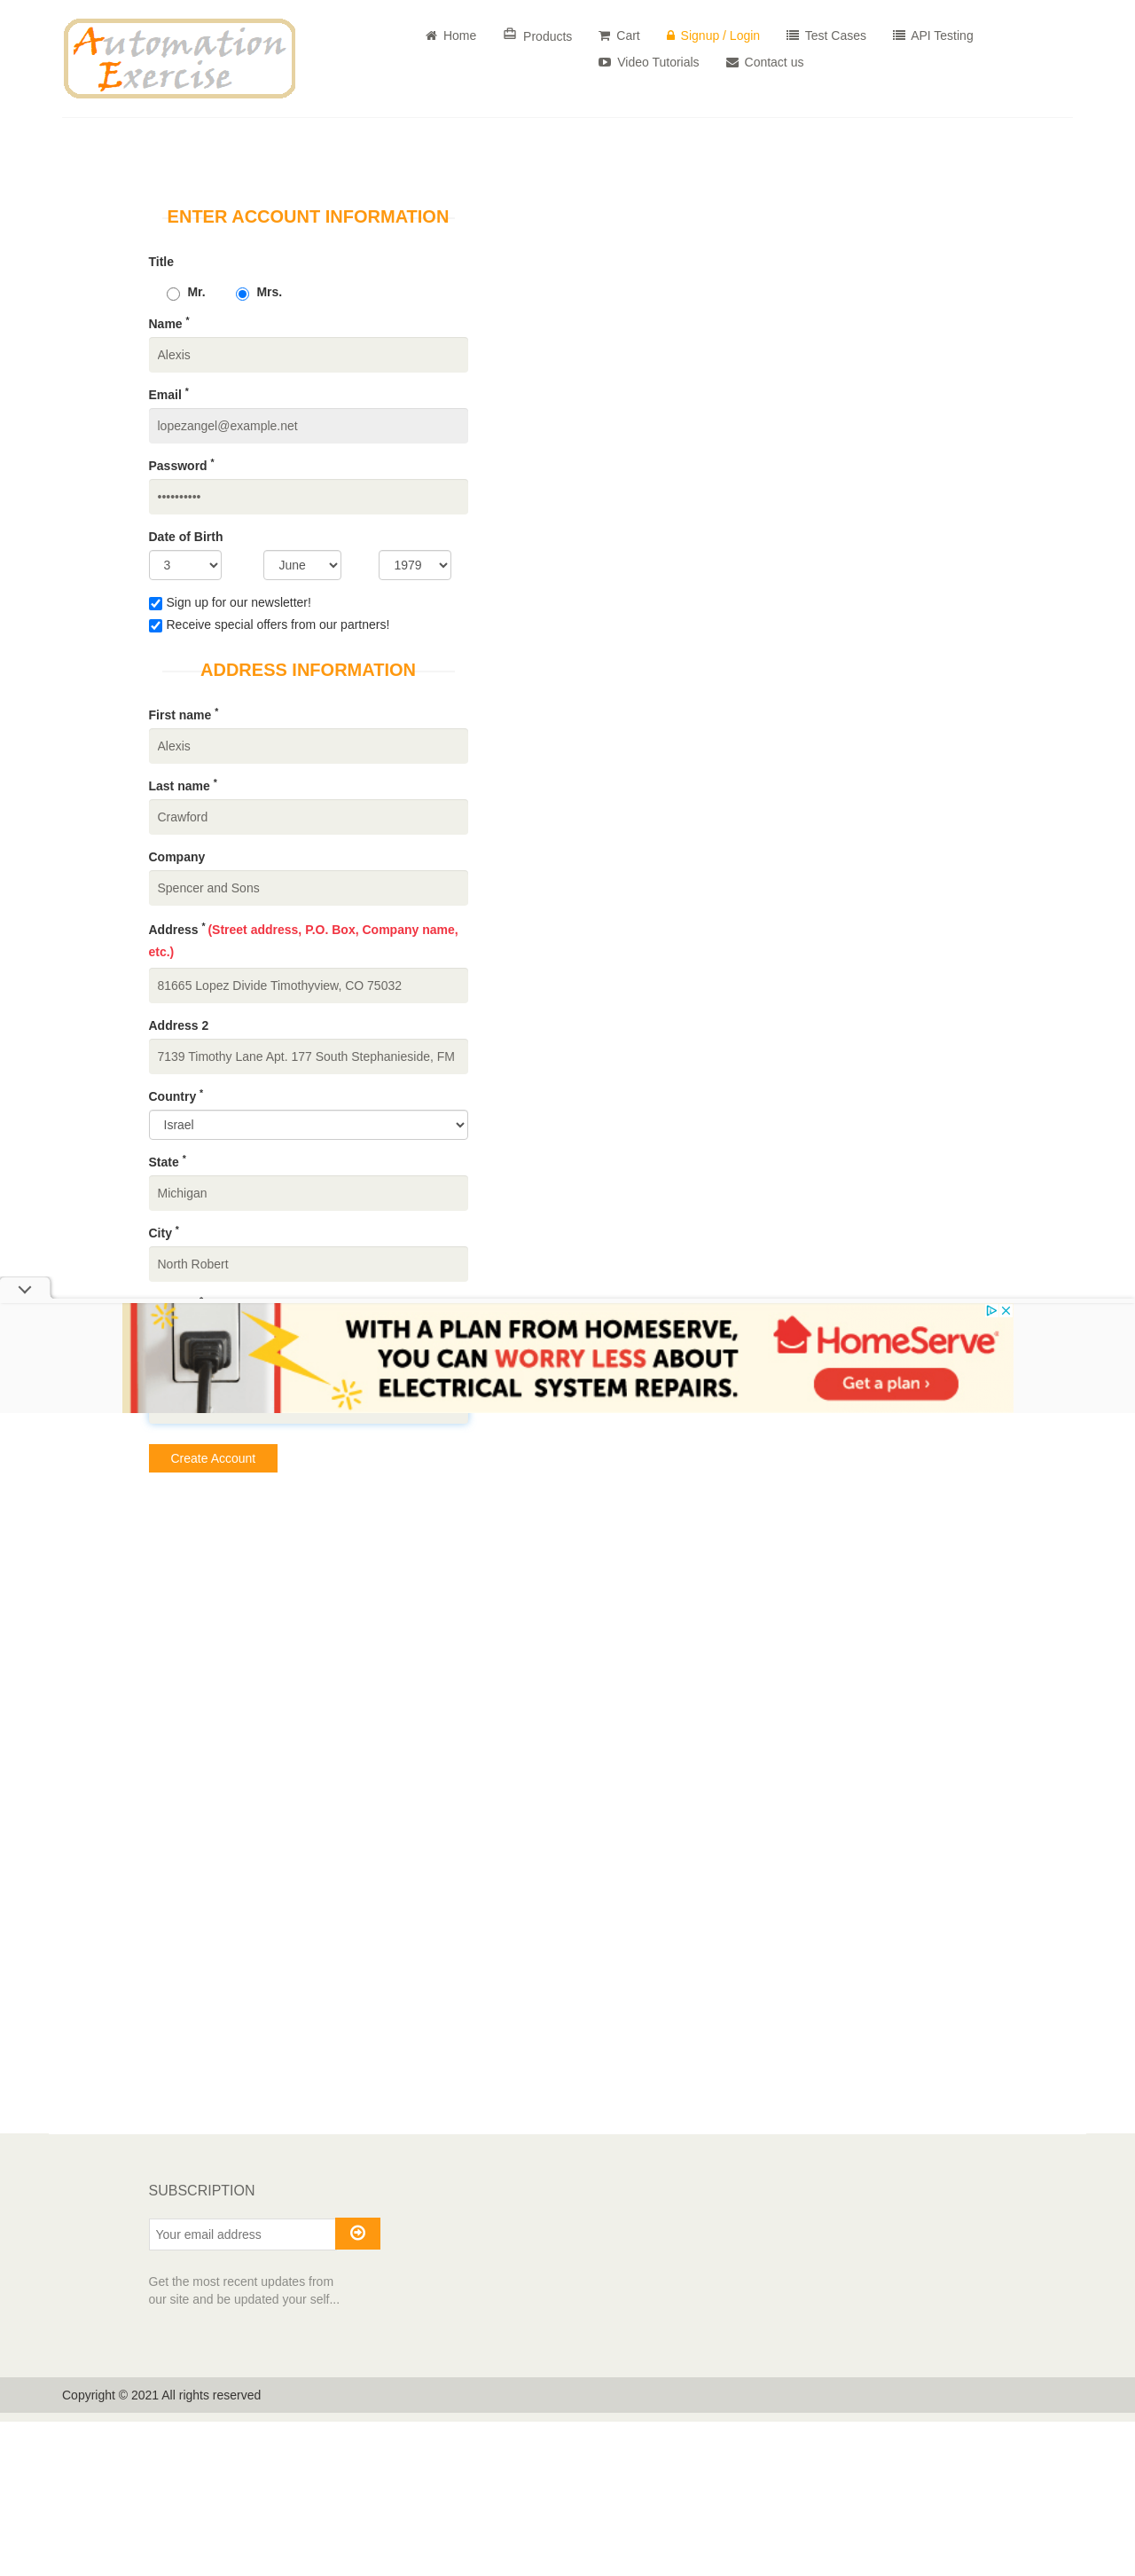 Automation
Exercise
Home
Products
Cart
Signup / Login
Test Cases
API Testing
Video Tutorials
Contact us
ENTER ACCOUNT INFORMATION
Title
Mr.
Mrs.
Name *
Alexis
Email *
lopezangel@example.net
Password *
••••••••••
Date of Birth
3
June
1979
Sign up for our newsletter!
Receive special offers from our partners!
ADDRESS INFORMATION
First name *
Alexis
Last name *
Crawford
Company
Spencer and Sons
Address * (Street address, P.O. Box, Company name,
etc.)
81665 Lopez Divide Timothyview, CO 75032
Address 2
7139 Timothy Lane Apt. 177 South Stephanieside, FM
Country *
Israel
State *
Michigan
City *
North Robert
WITH A PLAN FROM HOMESERVE,
YOU CAN WORRY LESS ABOUT
ELECTRICAL SYSTEM REPAIRS.
HomeServe
Get a plan ›
Create Account
SUBSCRIPTION
Your email address
Get the most recent updates from
our site and be updated your self...
Copyright © 2021 All rights reserved